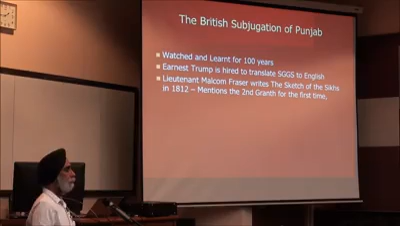 The British Subjugation of Punjab
Watched and Learnt for 100 years
Earnest Trump is hired to translate SGGS to English
Lieutenant Malcom Fraser writes The Sketch of the Sikhs
in 1812 – Mentions the 2nd Granth for the first time,